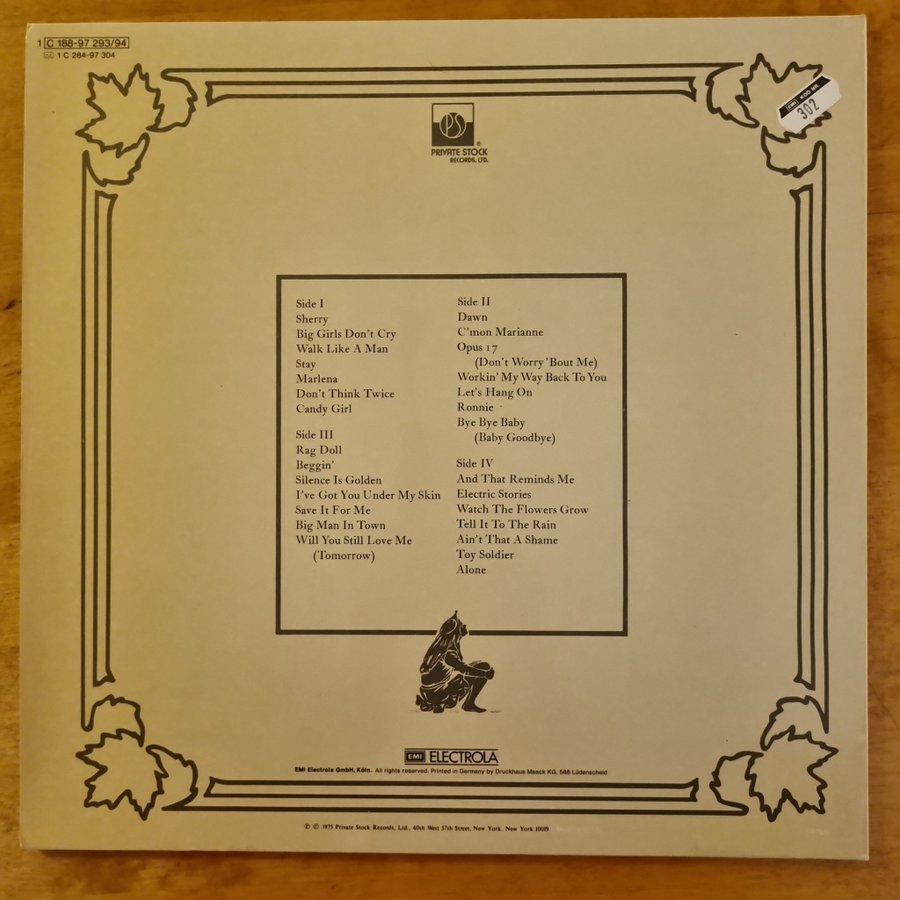 1 C 188-97 293/94
1 C 284-97 304
EMI KOD NR.
302
PS
®
PRIVATE STOCK
RECORDS, LTD.
Side I
Sherry
Big Girls Don't Cry
Walk Like A Man
Stay
Marlena
Don't Think Twice
Candy Girl
Side III
Rag Doll
Beggin'
Silence Is Golden
I've Got You Under My Skin
Save It For Me
Big Man In Town
Will You Still Love Me
(Tomorrow)
Side II
Dawn
C'mon Marianne
Opus 17
(Don't Worry 'Bout Me)
Workin' My Way Back To You
Let's Hang On
Ronnie
Bye Bye Baby
(Baby Goodbye)
Side IV
And That Reminds Me
Electric Stories
Watch The Flowers Grow
Tell It To The Rain
Ain't That A Shame
Toy Soldier
Alone
EMI ELECTROLA
EMI Electrola GmbH, Köln. All rights reserved. Printed in Germany by Druckhaus Maack KG, 588 Lüdenscheid
℗ © 1975 Private Stock Records, Ltd., 40th West 57th Street, New York. New York 10019